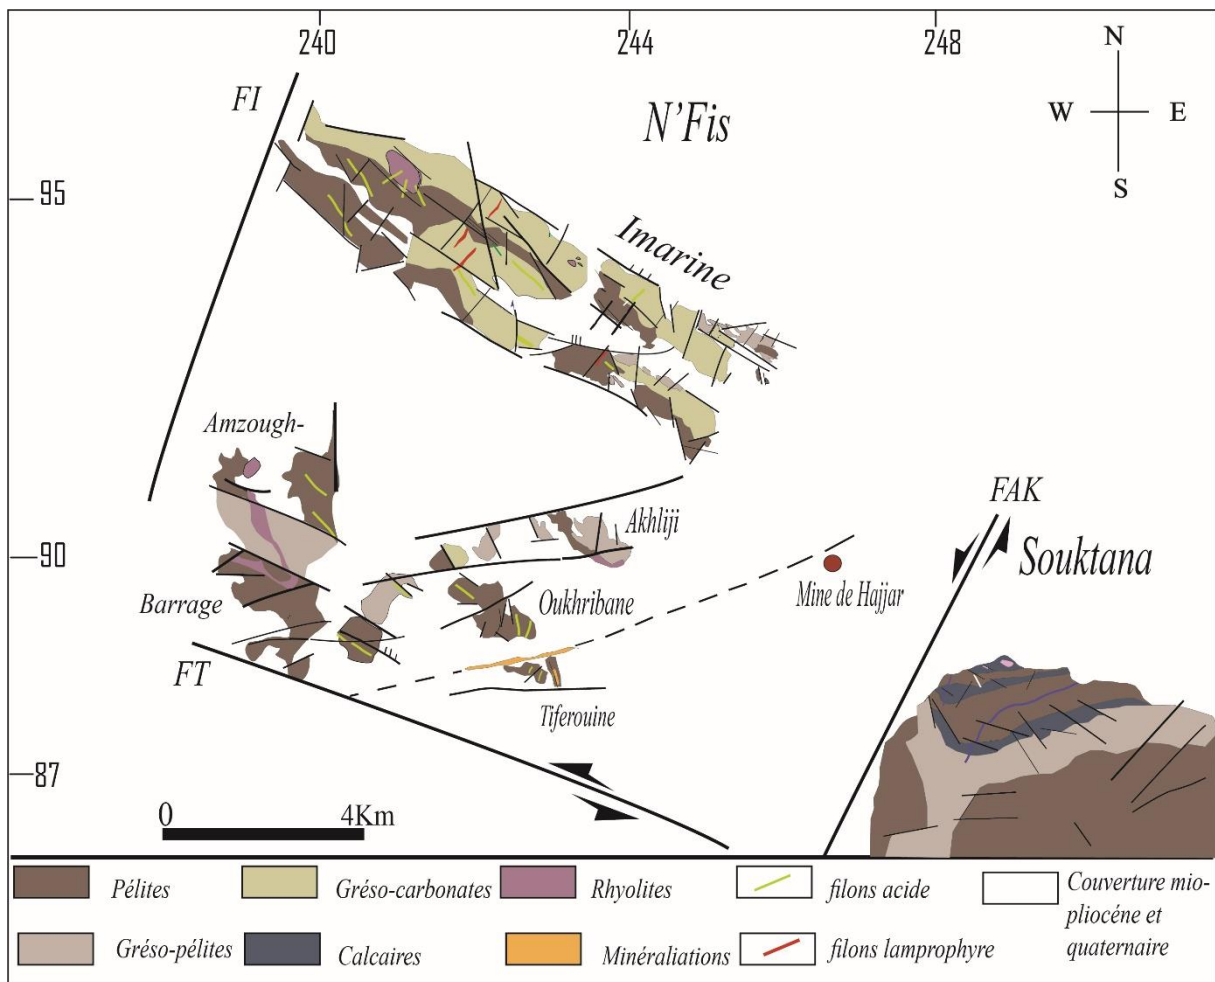 240
244
248
N
W
E
S
FI
N'Fis
95
Imarine
Amzough-
FAK
Akhliji
Souktana
90
Mine de Hajjar
Barrage
Oukhribane
FT
Tiferouine
87
0
4Km
Pélites
Gréso-carbonates
Rhyolites
filons acide
Couverture mio-
pliocéne et
quaternaire
Gréso-pélites
Calcaires
Minéraliations
filons lamprophyre